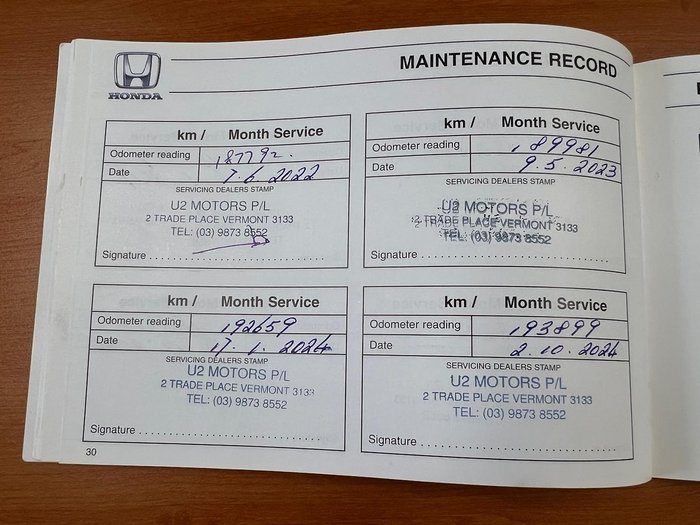 HONDA
MAINTENANCE RECORD
km / Month Service
Odometer reading 187792.
Date 7.6.2022
SERVICING DEALERS STAMP
U2 MOTORS P/L
2 TRADE PLACE VERMONT 3133
TEL: (03) 9873 8552
Signature
km / Month Service
Odometer reading 189981
Date 9.5.2023
SERVICING DEALERS STAMP
U2 MOTORS P/L
2 TRADE PLACE VERMONT 3133
TEL: (03) 9873 8552
Signature
km / Month Service
Odometer reading 192659
Date 17.1.2024
SERVICING DEALERS STAMP
U2 MOTORS P/L
2 TRADE PLACE VERMONT 3133
TEL: (03) 9873 8552
Signature
km / Month Service
Odometer reading 193899
Date 2.10.2024
SERVICING DEALERS STAMP
U2 MOTORS P/L
2 TRADE PLACE VERMONT 3133
TEL: (03) 9873 8552
Signature
30